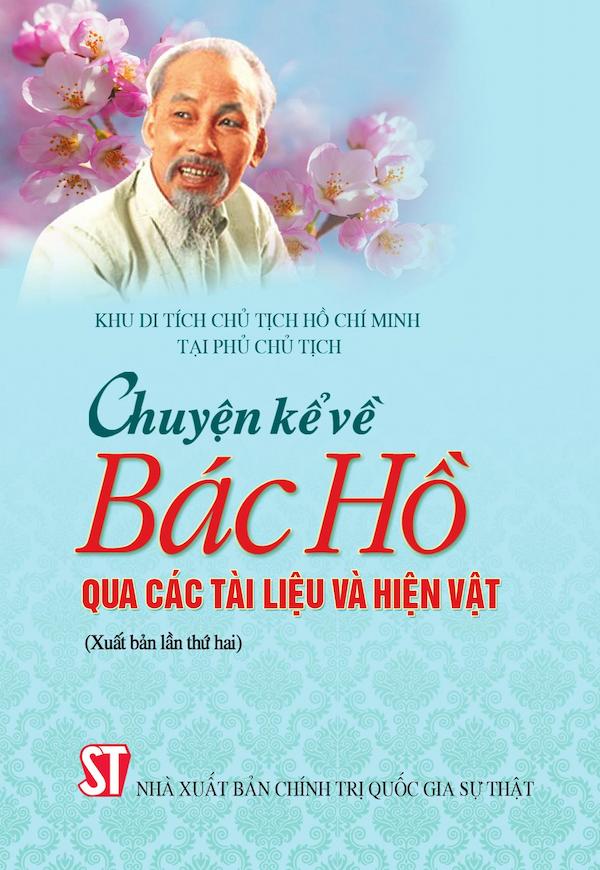 KHU DI TÍCH CHỦ TỊCH HỒ CHÍ MINH
TẠI PHỦ CHỦ TỊCH
Chuyện kể về
Bác Hồ
QUA CÁC TÀI LIỆU VÀ HIỆN VẬT
(Xuất bản lần thứ hai)
ST
NHÀ XUẤT BẢN CHÍNH TRỊ QUỐC GIA SỰ THẬT